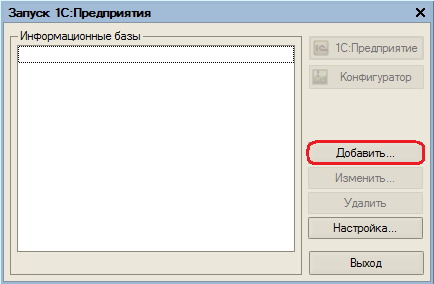 Запуск 1С:Предприятия
Информационные базы
1С:Предприятие
Конфигуратор
Добавить...
Изменить...
Удалить
Настройка...
Выход